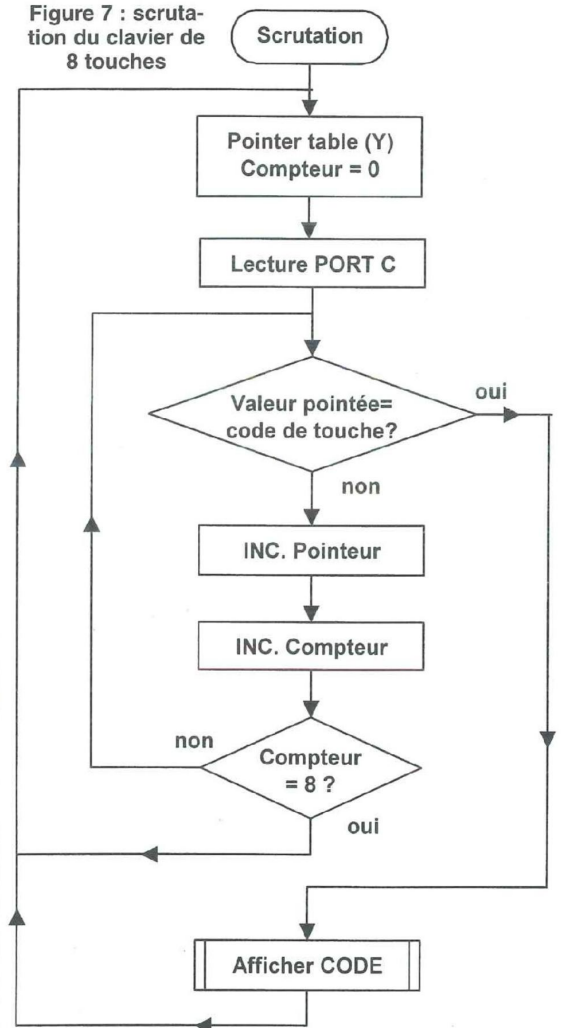 Figure 7 : scruta-
tion du clavier de
8 touches
Scrutation
Pointer table (Y)
Compteur = 0
Lecture PORT C
Valeur pointée=
code de touche?
oui
non
INC. Pointeur
INC. Compteur
non
Compteur
= 8 ?
oui
Afficher CODE